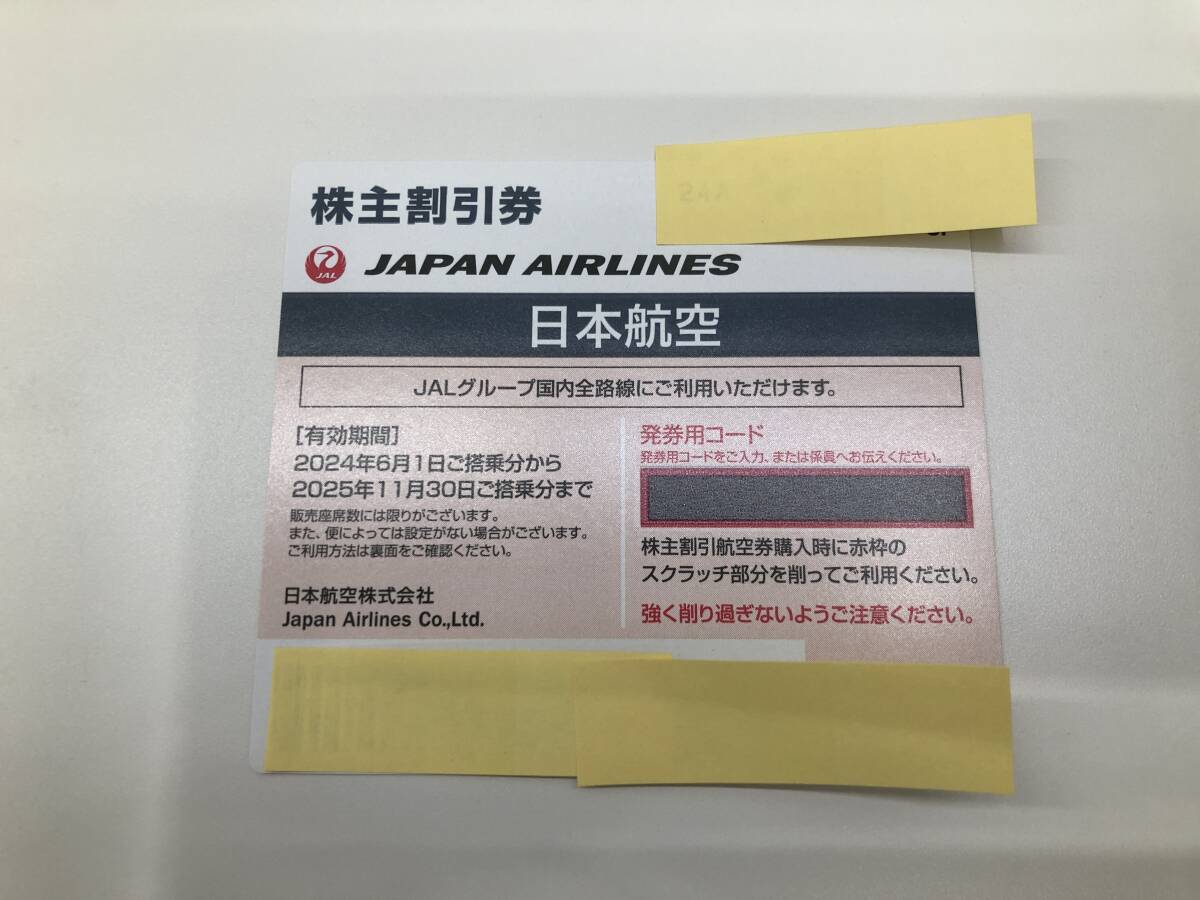 株主割引券
JAL
JAPAN AIRLINES
日本航空
JALグループ国内全路線にご利用いただけます。
[有効期間]
2024年6月1日ご搭乗分から
2025年11月30日ご搭乗分まで
販売座席数には限りがございます。
また、便によっては設定がない場合がございます。
ご利用方法は裏面をご確認ください。
日本航空株式会社
Japan Airlines Co.,Ltd.
発券用コード
発券用コードをご入力、または係員へお伝えください。
株主割引航空券購入時に赤枠の
スクラッチ部分を削ってご利用ください。
強く削り過ぎないようご注意ください。